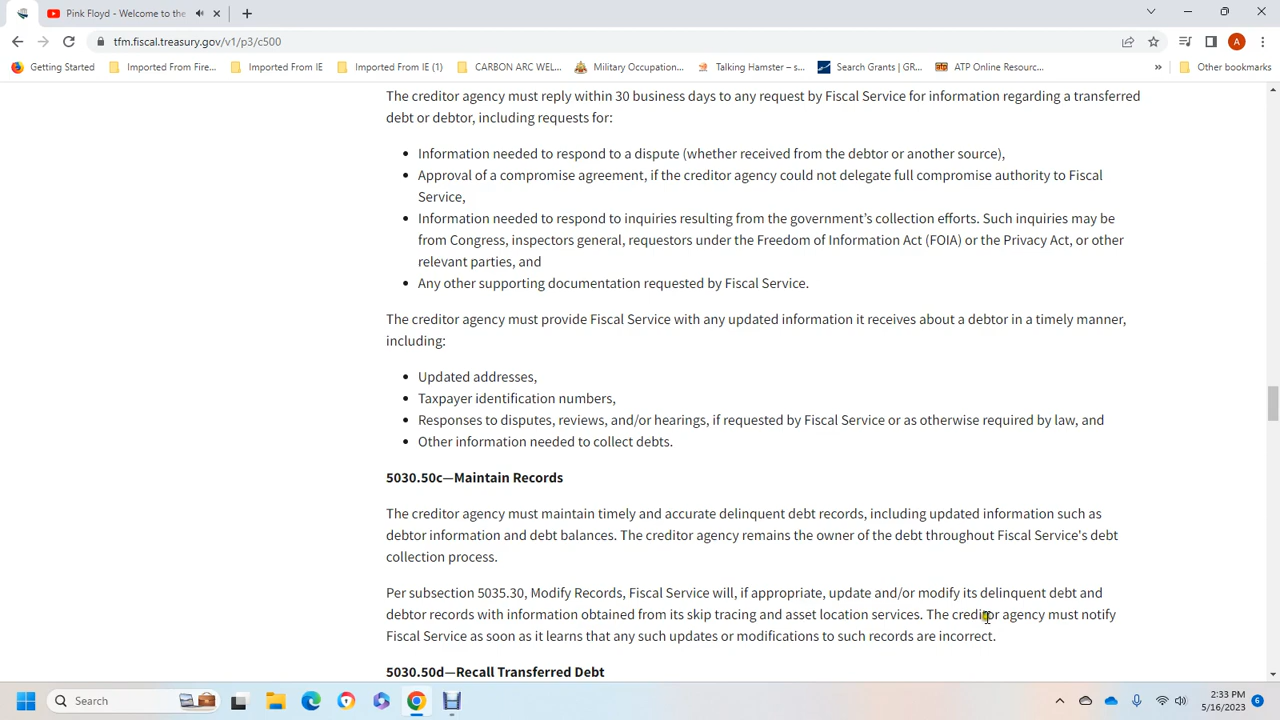 Pink Floyd - Welcome to the
tfm.fiscal.treasury.gov/v1/p3/c500
A
Getting Started
Imported From Fire...
Imported From IE
Imported From IE (1)
CARBON ARC WEL...
Military Occupation...
Talking Hamster – s...
Search Grants | GR...
ATP Online Resourc...
»
Other bookmarks
The creditor agency must reply within 30 business days to any request by Fiscal Service for information regarding a transferred
debt or debtor, including requests for:
• Information needed to respond to a dispute (whether received from the debtor or another source),
• Approval of a compromise agreement, if the creditor agency could not delegate full compromise authority to Fiscal
Service,
• Information needed to respond to inquiries resulting from the government’s collection efforts. Such inquiries may be
from Congress, inspectors general, requestors under the Freedom of Information Act (FOIA) or the Privacy Act, or other
relevant parties, and
• Any other supporting documentation requested by Fiscal Service.
The creditor agency must provide Fiscal Service with any updated information it receives about a debtor in a timely manner,
including:
• Updated addresses,
• Taxpayer identification numbers,
• Responses to disputes, reviews, and/or hearings, if requested by Fiscal Service or as otherwise required by law, and
• Other information needed to collect debts.
5030.50c—Maintain Records
The creditor agency must maintain timely and accurate delinquent debt records, including updated information such as
debtor information and debt balances. The creditor agency remains the owner of the debt throughout Fiscal Service's debt
collection process.
Per subsection 5035.30, Modify Records, Fiscal Service will, if appropriate, update and/or modify its delinquent debt and
debtor records with information obtained from its skip tracing and asset location services. The creditor agency must notify
Fiscal Service as soon as it learns that any such updates or modifications to such records are incorrect.
5030.50d—Recall Transferred Debt
Search
2:33 PM
5/16/2023
6